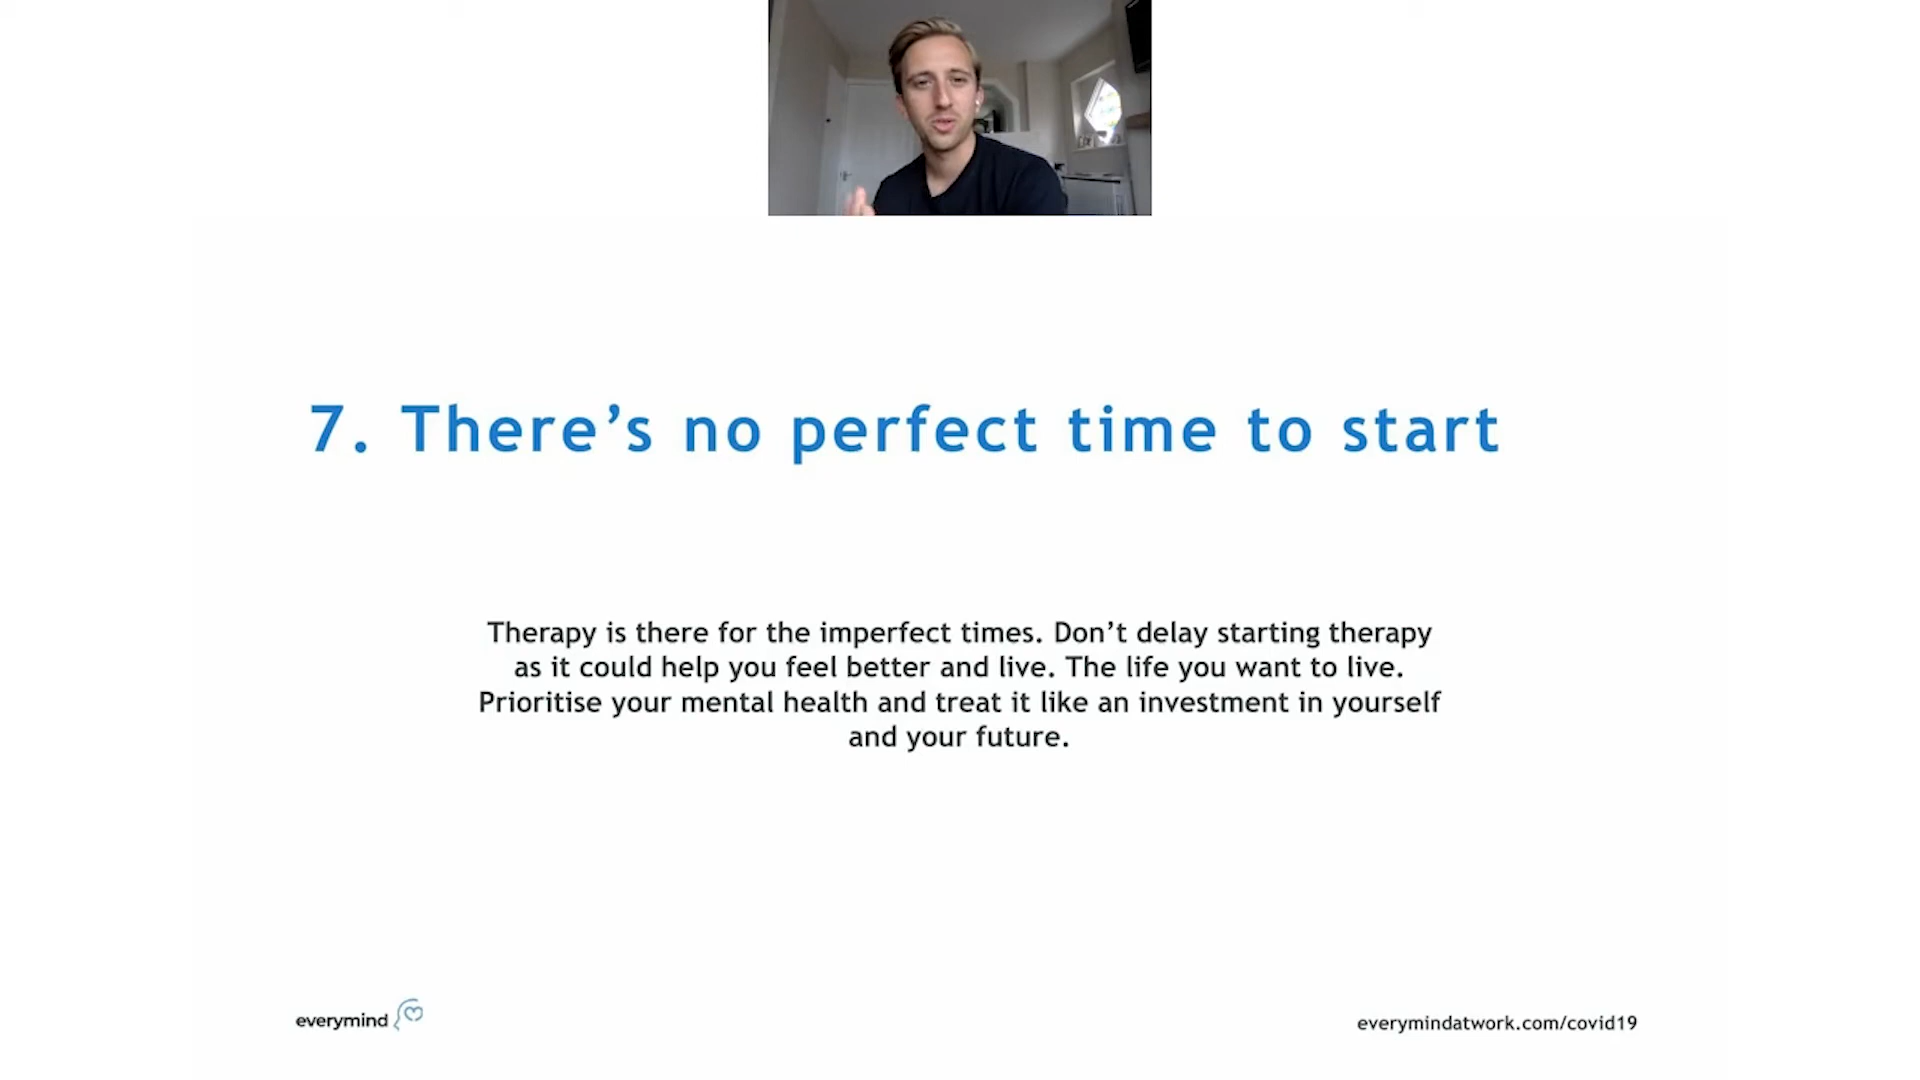 7. There’s no perfect time to start
Therapy is there for the imperfect times. Don’t delay starting therapy
as it could help you feel better and live. The life you want to live.
Prioritise your mental health and treat it like an investment in yourself
and your future.
everymind
everymindatwork.com/covid19